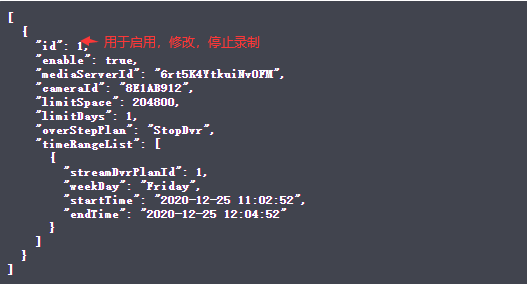 [
  {
    "id": 1, 用于启用，修改，停止录制
    "enable": true,
    "mediaServerId": "6rt5K4YtkuiNvOFM",
    "cameraId": "8E1AB912",
    "limitSpace": 204800,
    "limitDays": 1,
    "overStepPlan": "StopDvr",
    "timeRangeList": [
      {
        "streamDvrPlanId": 1,
        "weekDay": "Friday",
        "startTime": "2020-12-25 11:02:52",
        "endTime": "2020-12-25 12:04:52"
      }
    ]
  }
]